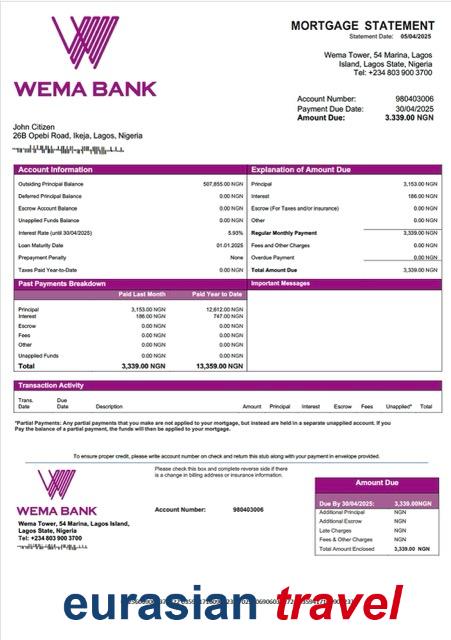 MORTGAGE STATEMENT
Statement Date: 05/04/2025
WEMA BANK
Wema Tower, 54 Marina, Lagos
Island, Lagos State, Nigeria
Tel: +234 803 900 3700
Account Number: 980403006
Payment Due Date: 30/04/2025
Amount Due: 3.339.00 NGN
John Citizen
26B Opebi Road, Ikeja, Lagos, Nigeria
Account Information
Outsiding Principal Balance 507,855.00 NGN
Deferred Principal Balance 0.00 NGN
Escrow Account Balance 0.00 NGN
Unapplied Funds Balance 0.00 NGN
Interest Rate (until 30/04/2025) 5.93%
Loan Maturity Date 01.01.2025
Prepayment Penalty None
Taxes Paid Year-to-Date 0.00 NGN
Explanation of Amount Due
Principal 3,153.00 NGN
Interest 186.00 NGN
Escrow (For Taxes and/or insurance) 0.00 NGN
Other 0.00 NGN
Regular Monthly Payment 3,339.00 NGN
Fees and Other Charges 0.00 NGN
Overdue Payment 0.00 NGN
Total Amount Due 3,339.00 NGN
Past Payments Breakdown
Paid Last Month Paid Year to Date
Principal 3,153.00 NGN 12,612.00 NGN
Interest 186.00 NGN 747.00 NGN
Escrow 0.00 NGN 0.00 NGN
Fees 0.00 NGN 0.00 NGN
Other 0.00 NGN 0.00 NGN
Unapplied Funds 0.00 NGN 0.00 NGN
Total 3,339.00 NGN 13,359.00 NGN
Important Messages
Transaction Activity
Trans. Date Due Date Description Amount Principal Interest Escrow Fees Unapplied* Total
*Partial Payments: Any partial payments that you make are not applied to your mortgage, but instead are held in a separate unapplied account. If you
Pay the balance of a partial payment, the funds will then be applied to your mortgage.
To ensure proper credit, please write account number on check and return this stub along with your payment in envelope provided.
Please check this box and complete reverse side if there
is a change in billing address or insurance information.
WEMA BANK
Wema Tower, 54 Marina, Lagos Island,
Lagos State, Nigeria
Tel: +234 803 900 3700
Account Number: 980403006
Amount Due
Due By 30/04/2025: 3,339.00NGN
Additional Principal NGN
Additional Escrow NGN
Late Charges NGN
Fees & Other Charges NGN
Total Amount Enclosed 3,339.00 NGN
eurasian travel